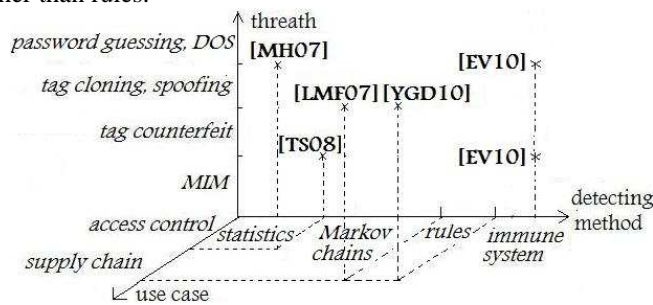 her than rules.
threath
password guessing, DOS
[MH07] [EV10]
tag cloning, spoofing
[LMF07] [YGD10]
tag counterfeit
[TS08] [EV10]
MIM
detecting
method
access control
statistics Markov chains rules immune system
supply chain
use case